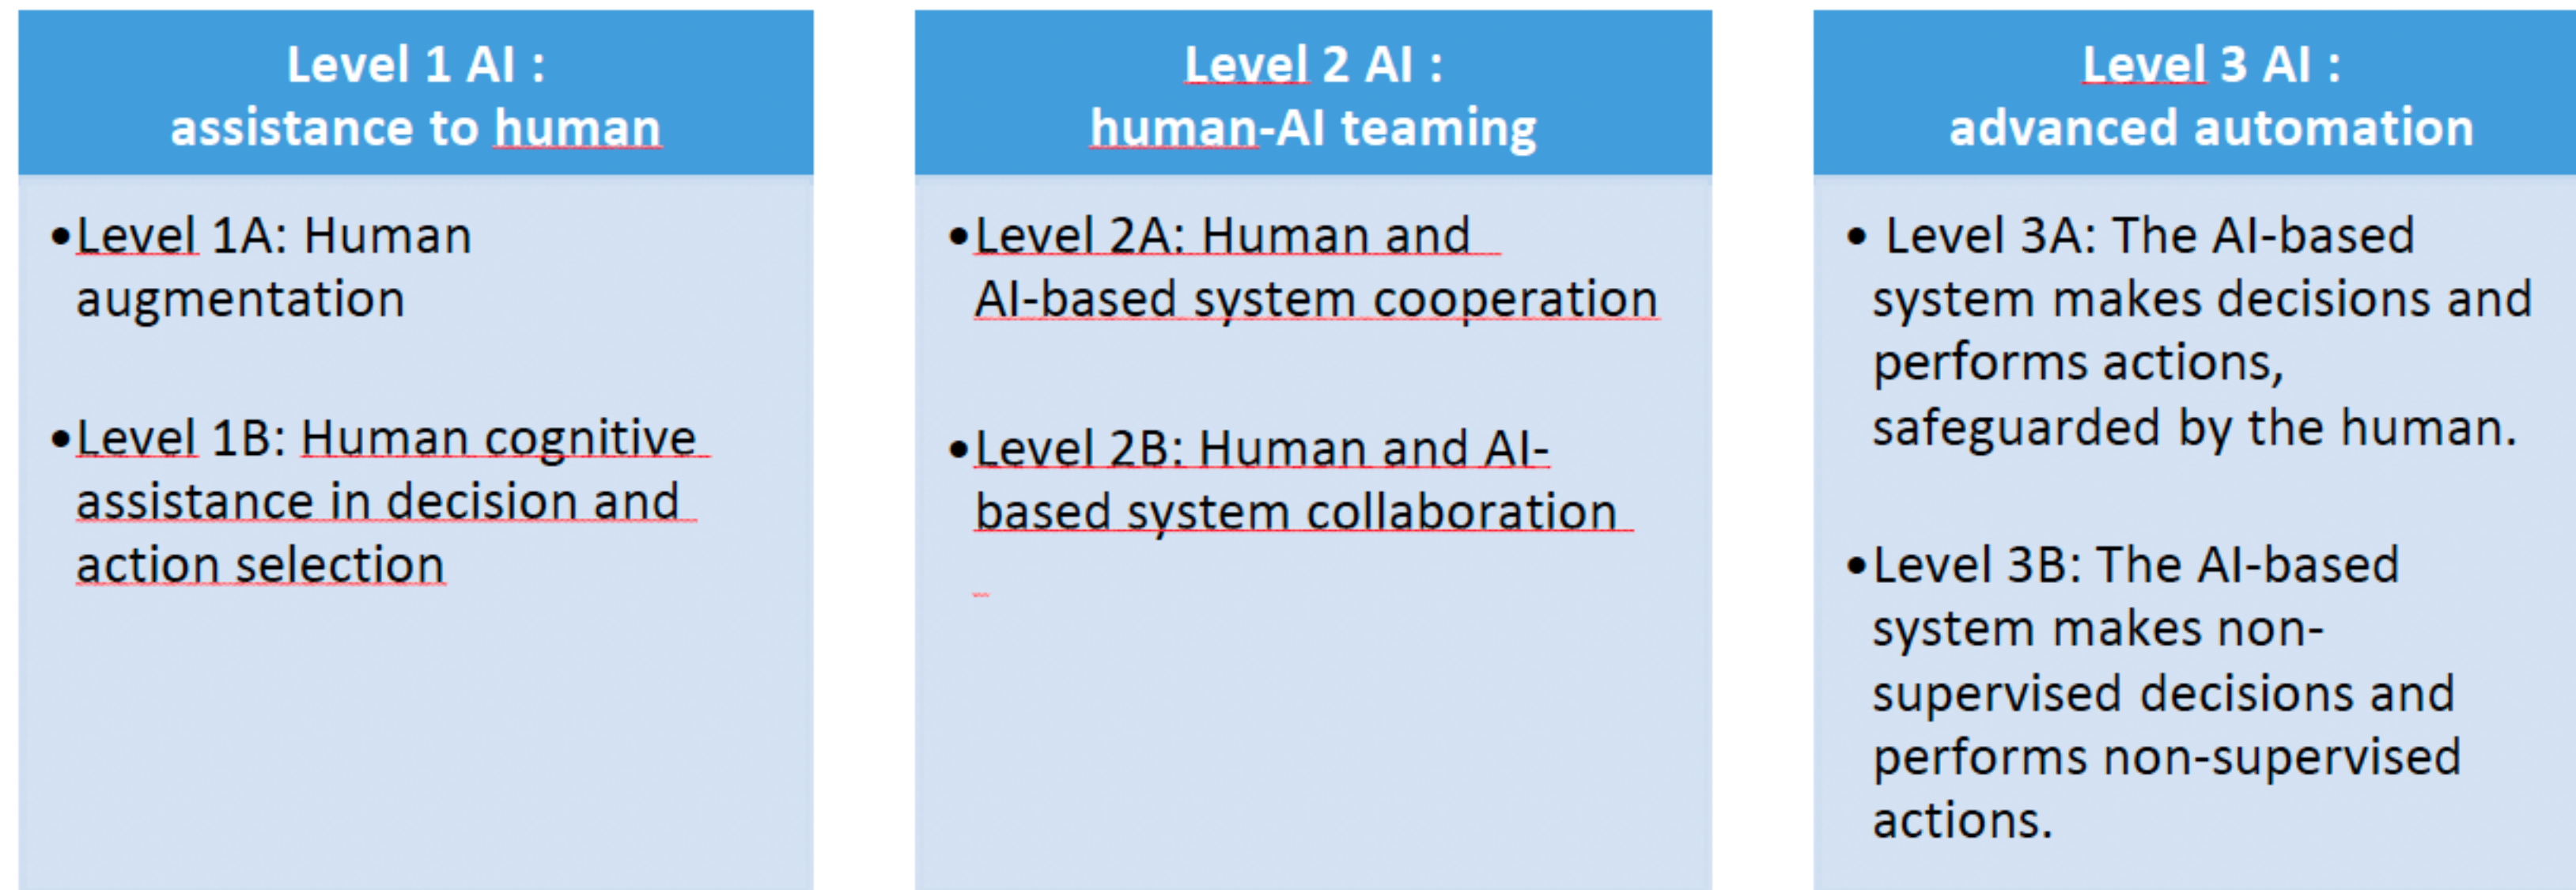 Level 1 AI :
assistance to human
•Level 1A: Human
augmentation
•Level 1B: Human cognitive
assistance in decision and
action selection
Level 2 AI :
human-AI teaming
•Level 2A: Human and
AI-based system cooperation
•Level 2B: Human and AI-
based system collaboration
Level 3 AI :
advanced automation
• Level 3A: The AI-based
system makes decisions and
performs actions,
safeguarded by the human.
•Level 3B: The AI-based
system makes non-
supervised decisions and
performs non-supervised
actions.